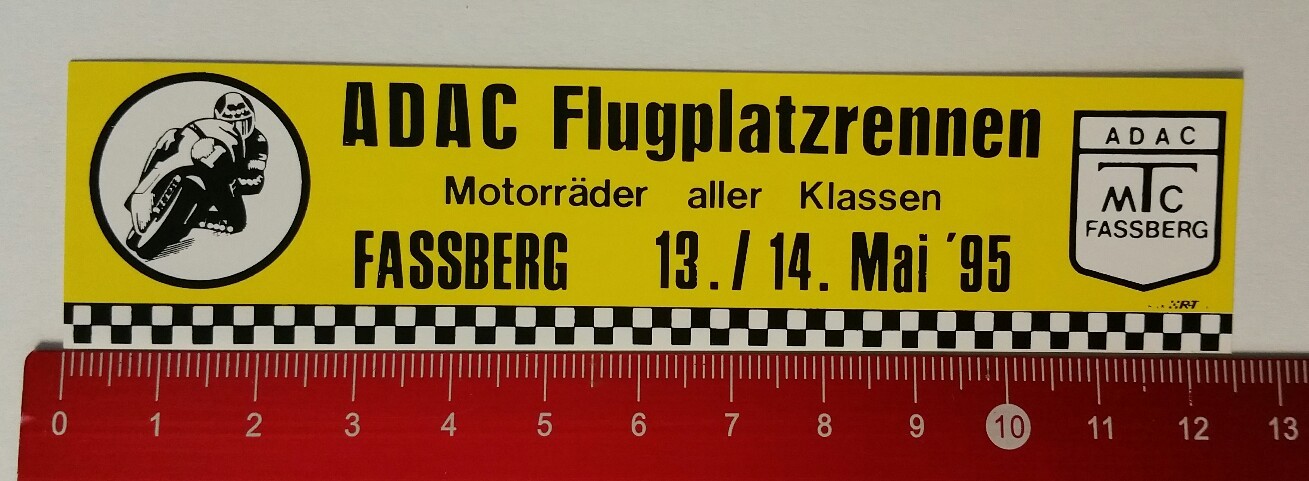 ADAC Flugplatzrennen
Motorräder aller Klassen
FASSBERG 13./14. Mai '95
ADAC
MTC
FASSBERG
0 1 2 3 4 5 6 7 8 9 10 11 12 13